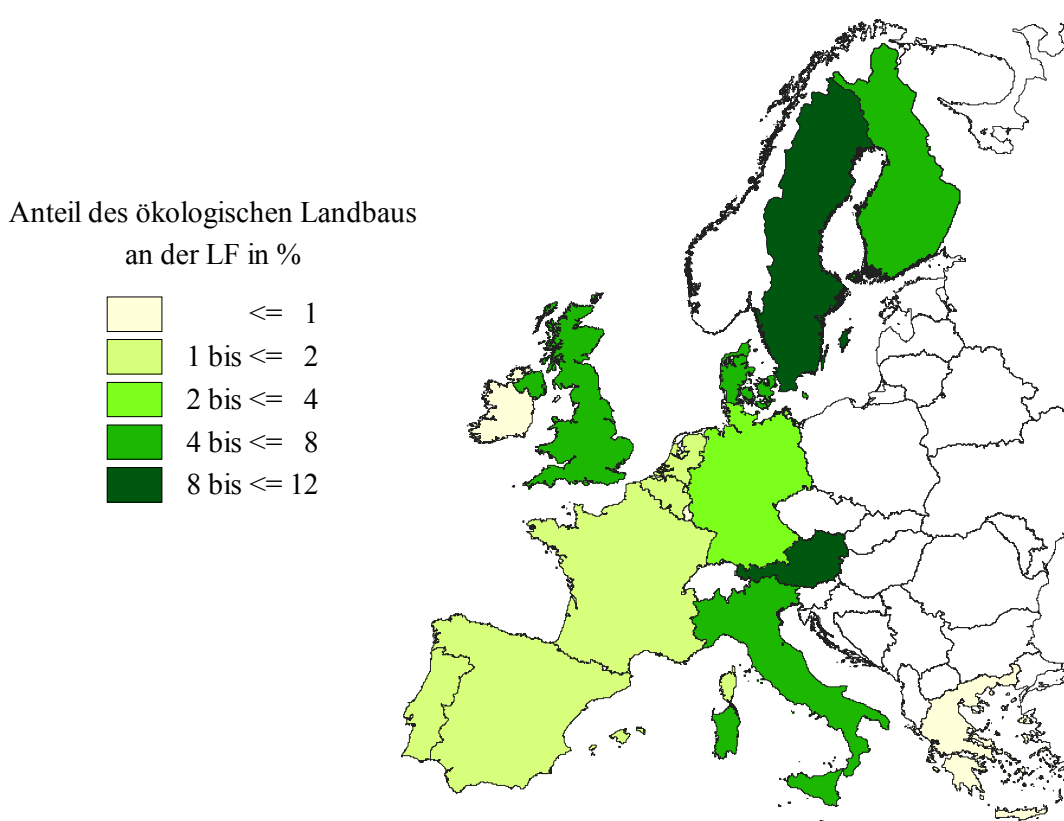 Anteil des ökologischen Landbaus
an der LF in %
<= 1
1 bis <= 2
2 bis <= 4
4 bis <= 8
8 bis <= 12